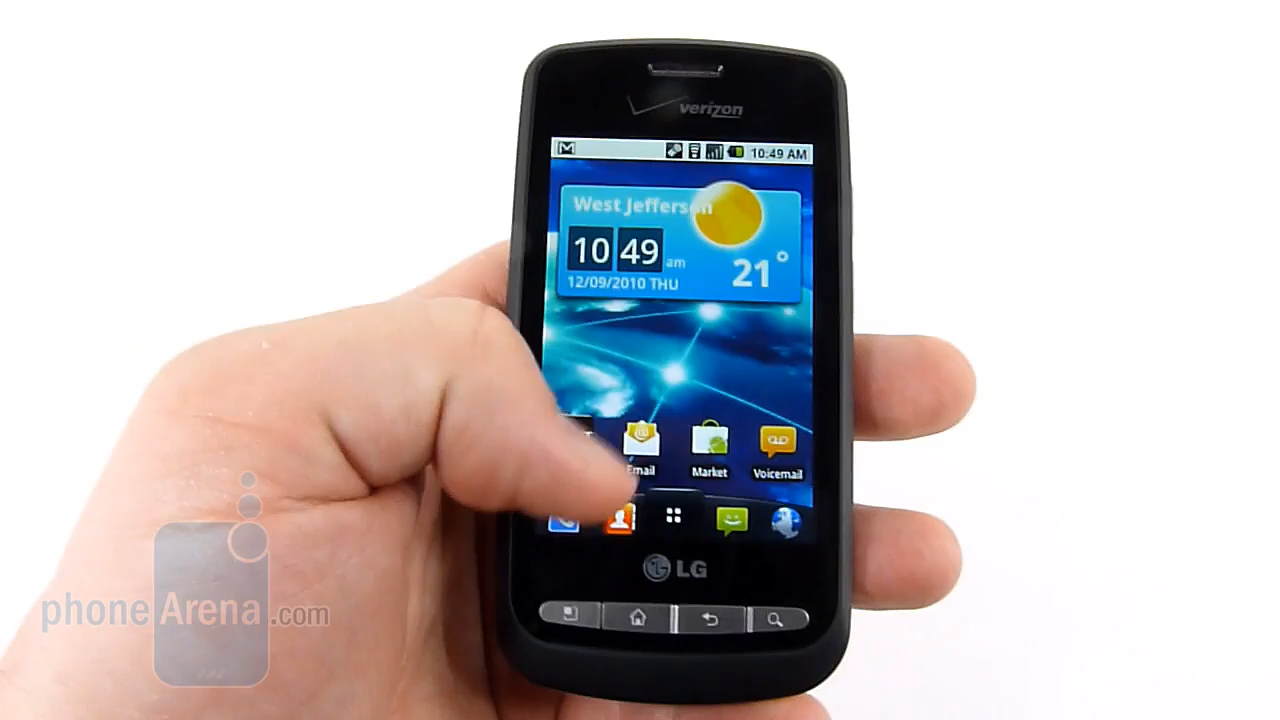 verizon
10:49 AM
West Jefferson
10 49 am
21°
12/09/2010 THU
Email
Market
Voicemail
LG
phoneArena.com